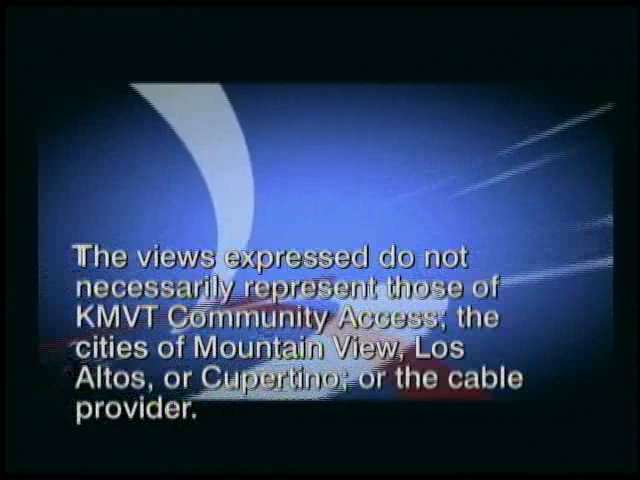 The views expressed do not
necessarily represent those of
KMVT Community Access, the
cities of Mountain View, Los
Altos, or Cupertino; or the cable
provider.